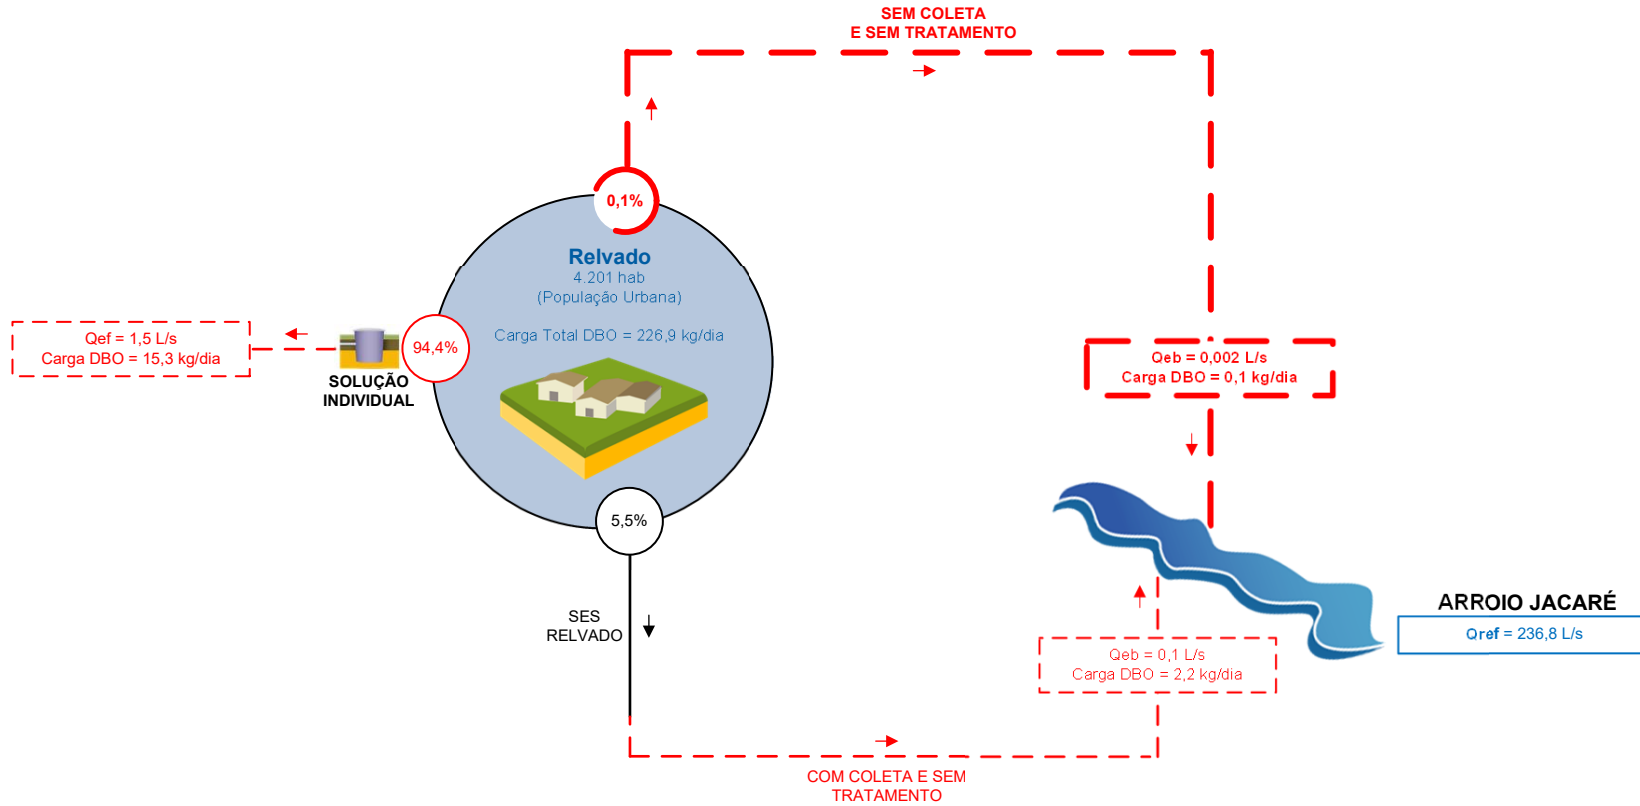 SEM COLETA
E SEM TRATAMENTO
0,1%
Relvado
4.201 hab
(População Urbana)
Carga Total DBO = 226,9 kg/dia
Qef = 1,5 L/s
Carga DBO = 15,3 kg/dia
94,4%
SOLUÇÃO
INDIVIDUAL
Qeb = 0,002 L/s
Carga DBO = 0,1 kg/dia
5,5%
SES
RELVADO
ARROIO JACARÉ
Qref = 236,8 L/s
Qeb = 0,1 L/s
Carga DBO = 2,2 kg/dia
COM COLETA E SEM
TRATAMENTO